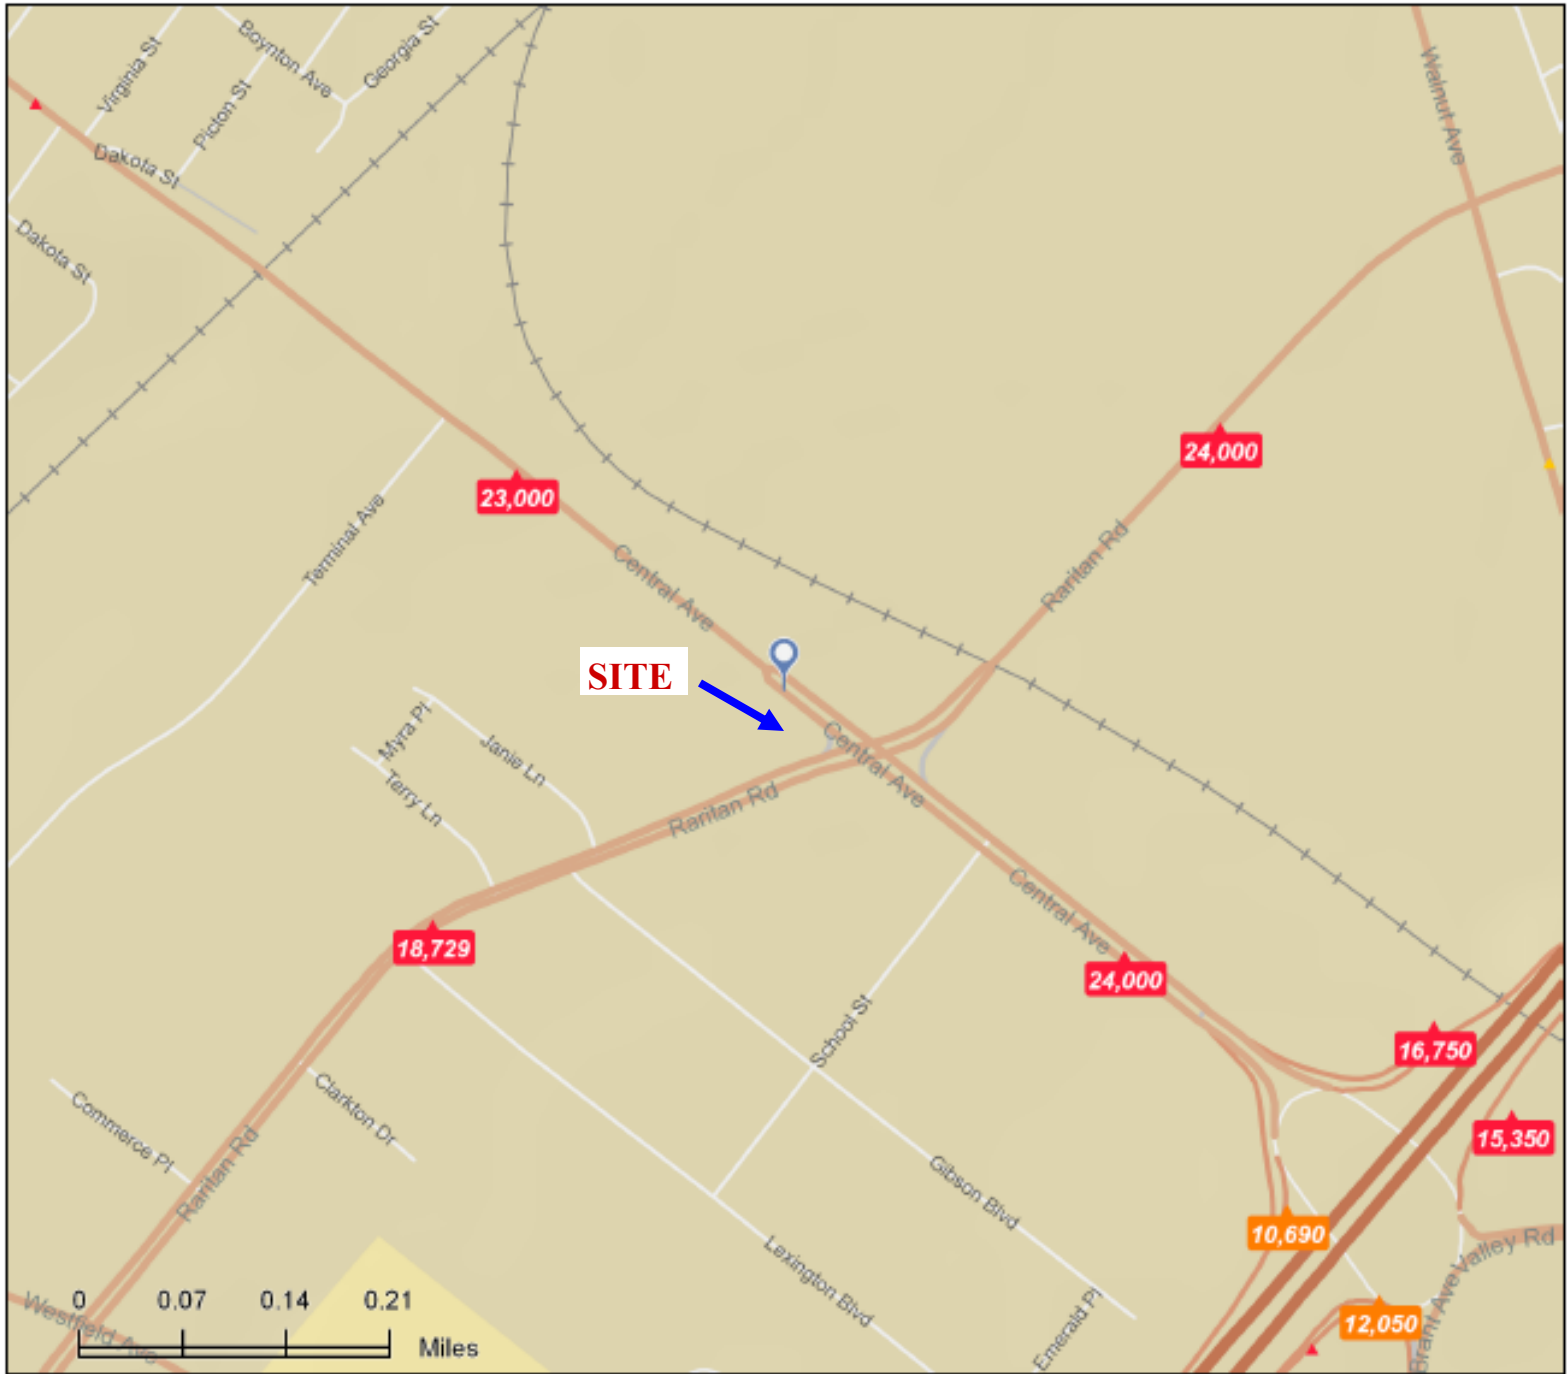 Boynton Ave
Georgia St
Virginia St
Picton St
Walnut Ave
Dakota St
Dakota St
24,000
23,000
Terminal Ave
Central Ave
Raritan Rd
SITE
Myra Pl
Janie Ln
Central Ave
Terry Ln
Raritan Rd
Central Ave
18,729
24,000
School St
16,750
Clarkton Dr
Commerce Pl
15,350
Raritan Rd
Gibson Blvd
10,690
Valley Rd
Lexington Blvd
0 0.07 0.14 0.21
Miles
Westfield Ave
Emerald Pl
12,050
Brant Ave